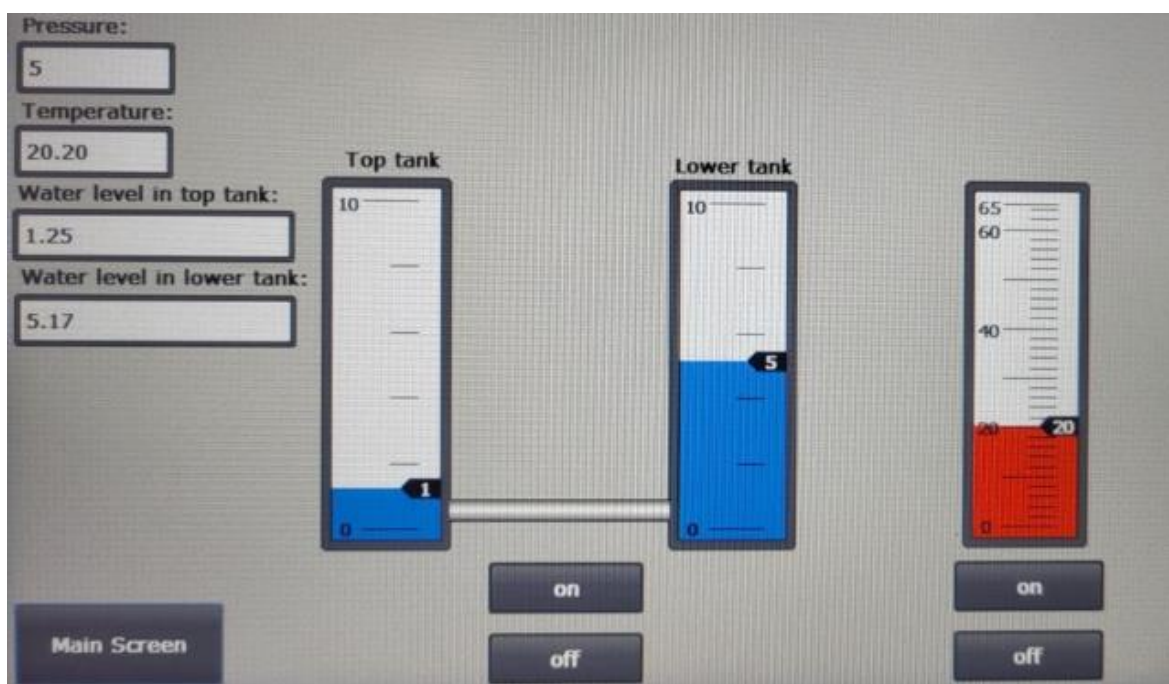 Pressure:
5
Temperature:
20.20
Water level in top tank:
1.25
Water level in lower tank:
5.17
Top tank
10
1
0
Lower tank
10
5
0
65
60
40
20
20
0
on
off
on
off
Main Screen